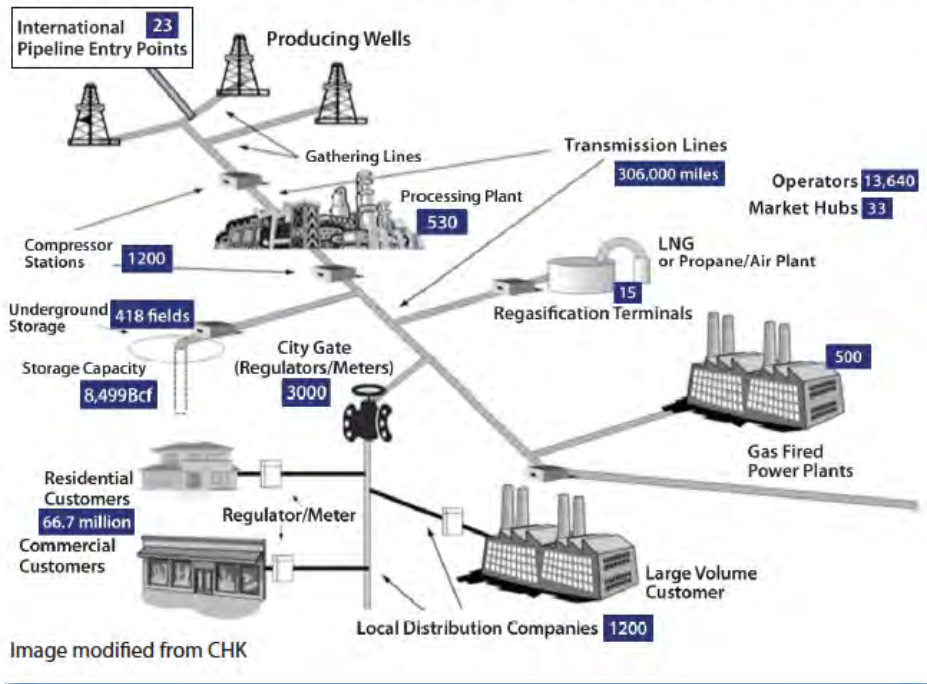 International 23
Pipeline Entry Points
Producing Wells
Gathering Lines
Transmission Lines
306,000 miles
Operators 13,640
Market Hubs 33
Processing Plant
530
Compressor
Stations 1200
LNG
or Propane/Air Plant
15
Regasification Terminals
Underground
Storage
418 fields
Storage Capacity
8,499Bcf
City Gate
(Regulators/Meters)
3000
500
Gas Fired
Power Plants
Residential
Customers
66.7 million
Regulator/Meter
Commercial
Customers
Large Volume
Customer
Local Distribution Companies 1200
Image modified from CHK